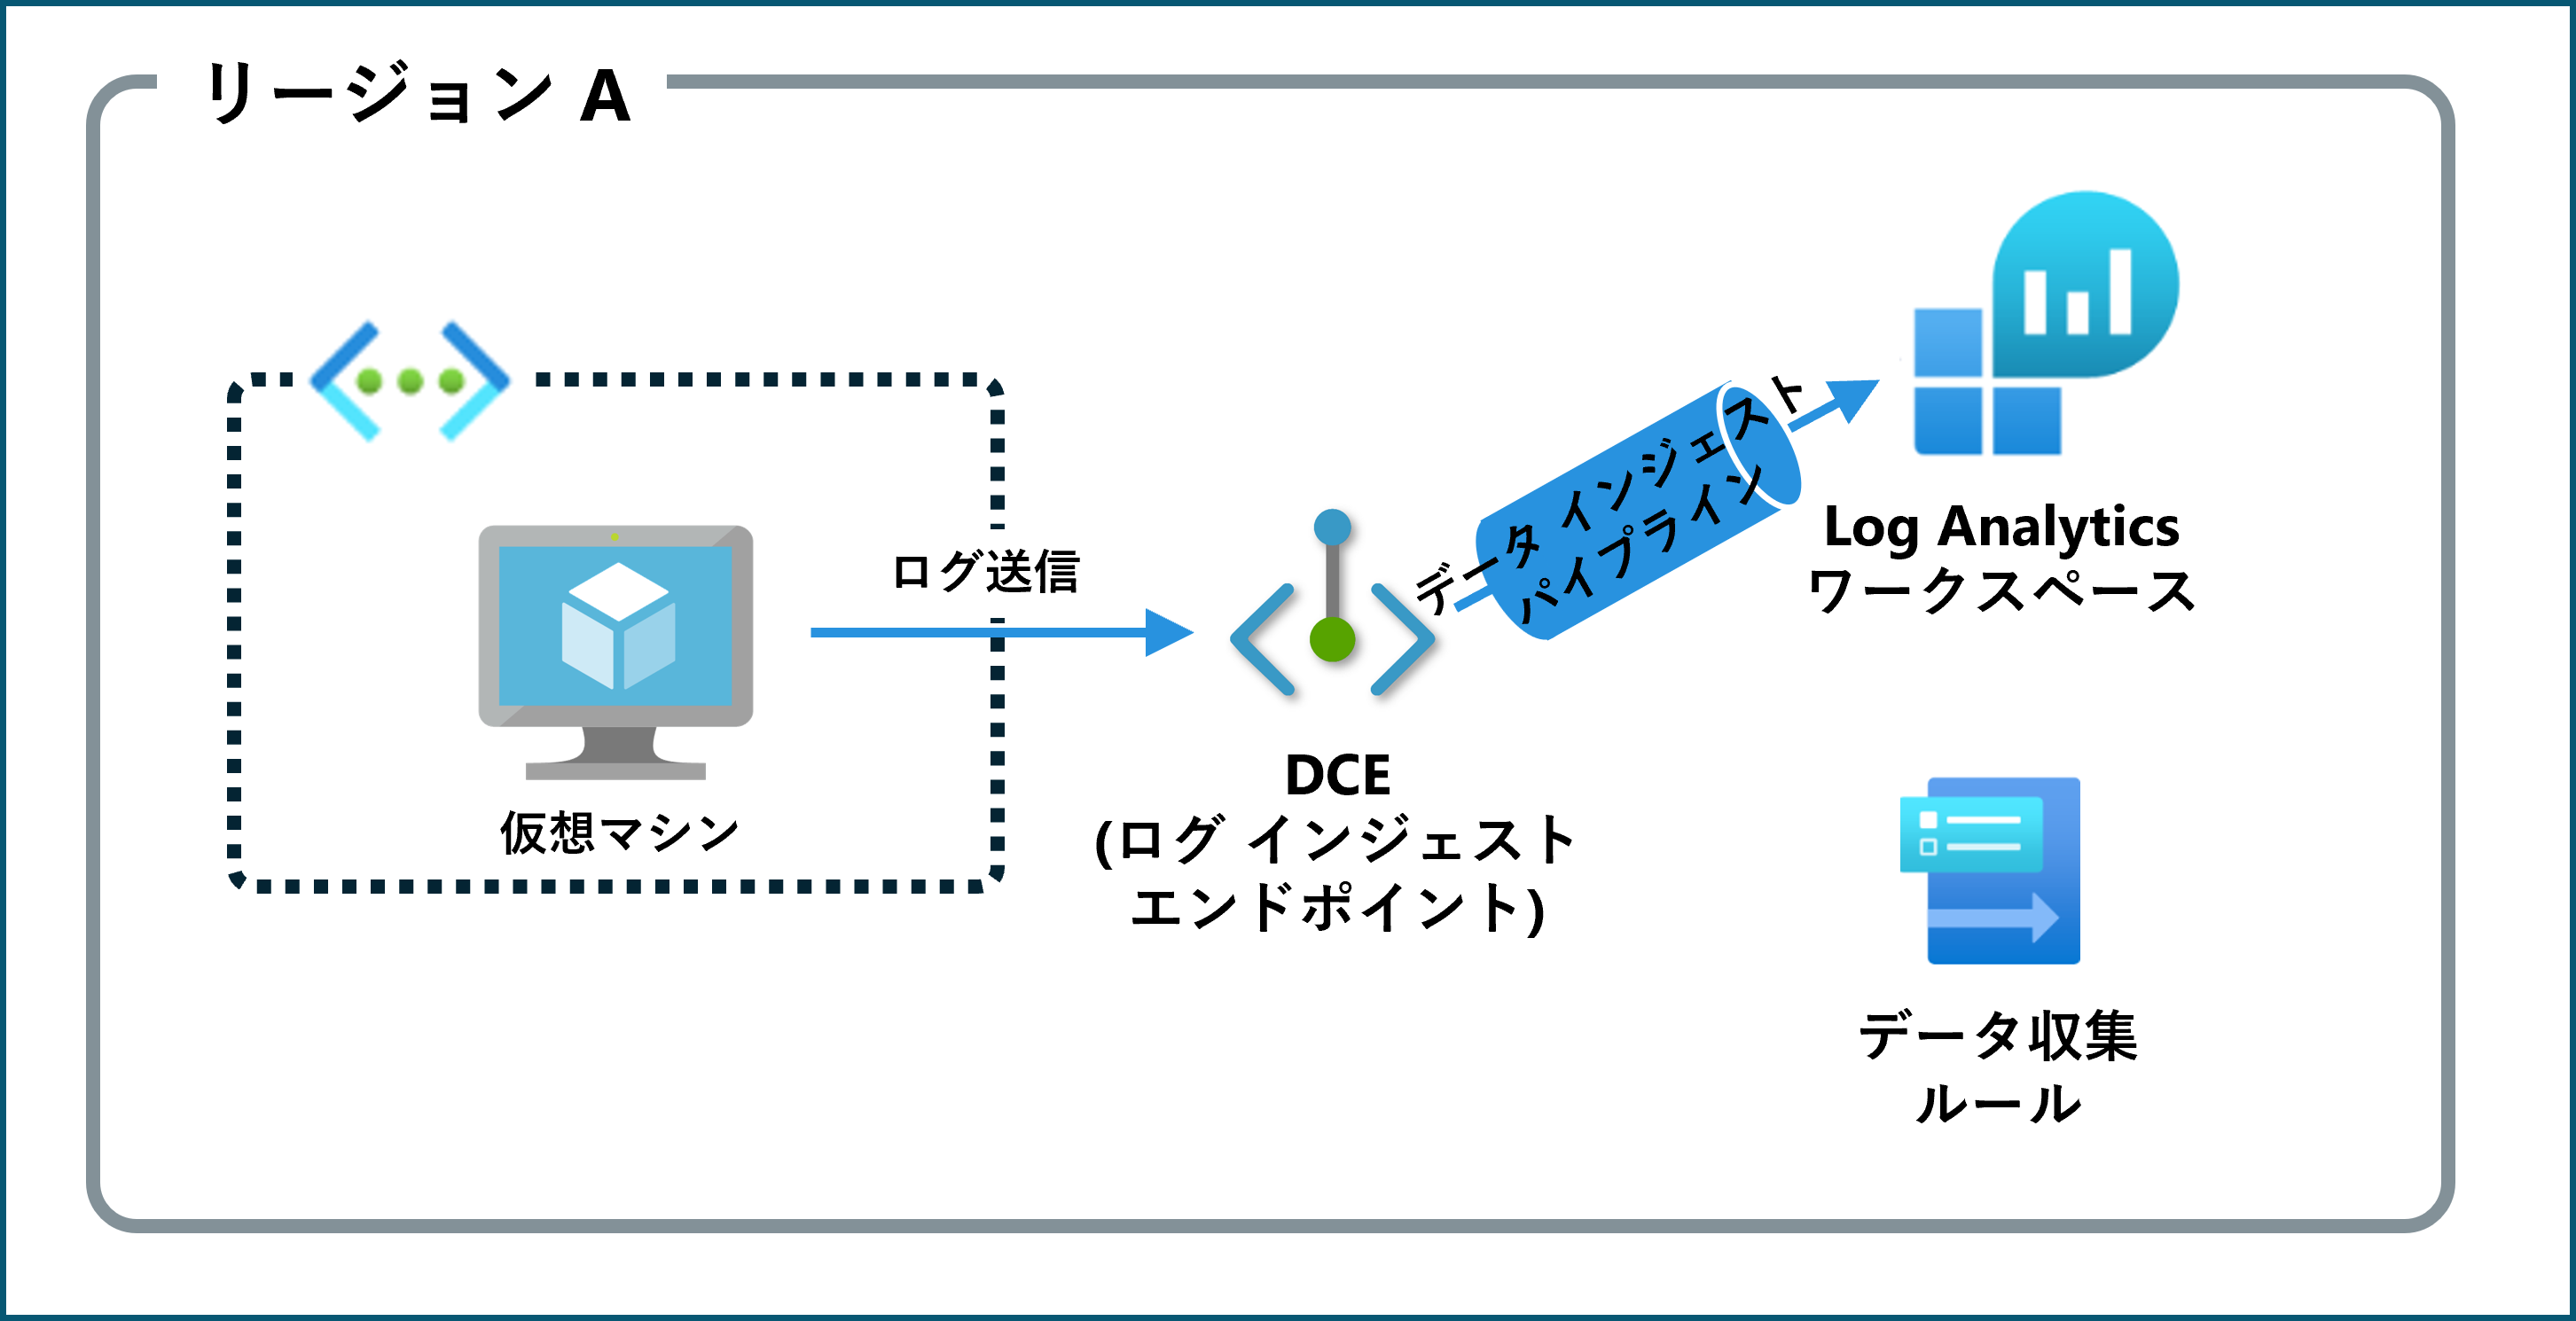 リージョン A
ログ送信
仮想マシン
DCE
(ログ インジェスト
エンドポイント)
データ インジェスト
パイプライン
Log Analytics
ワークスペース
データ収集
ルール